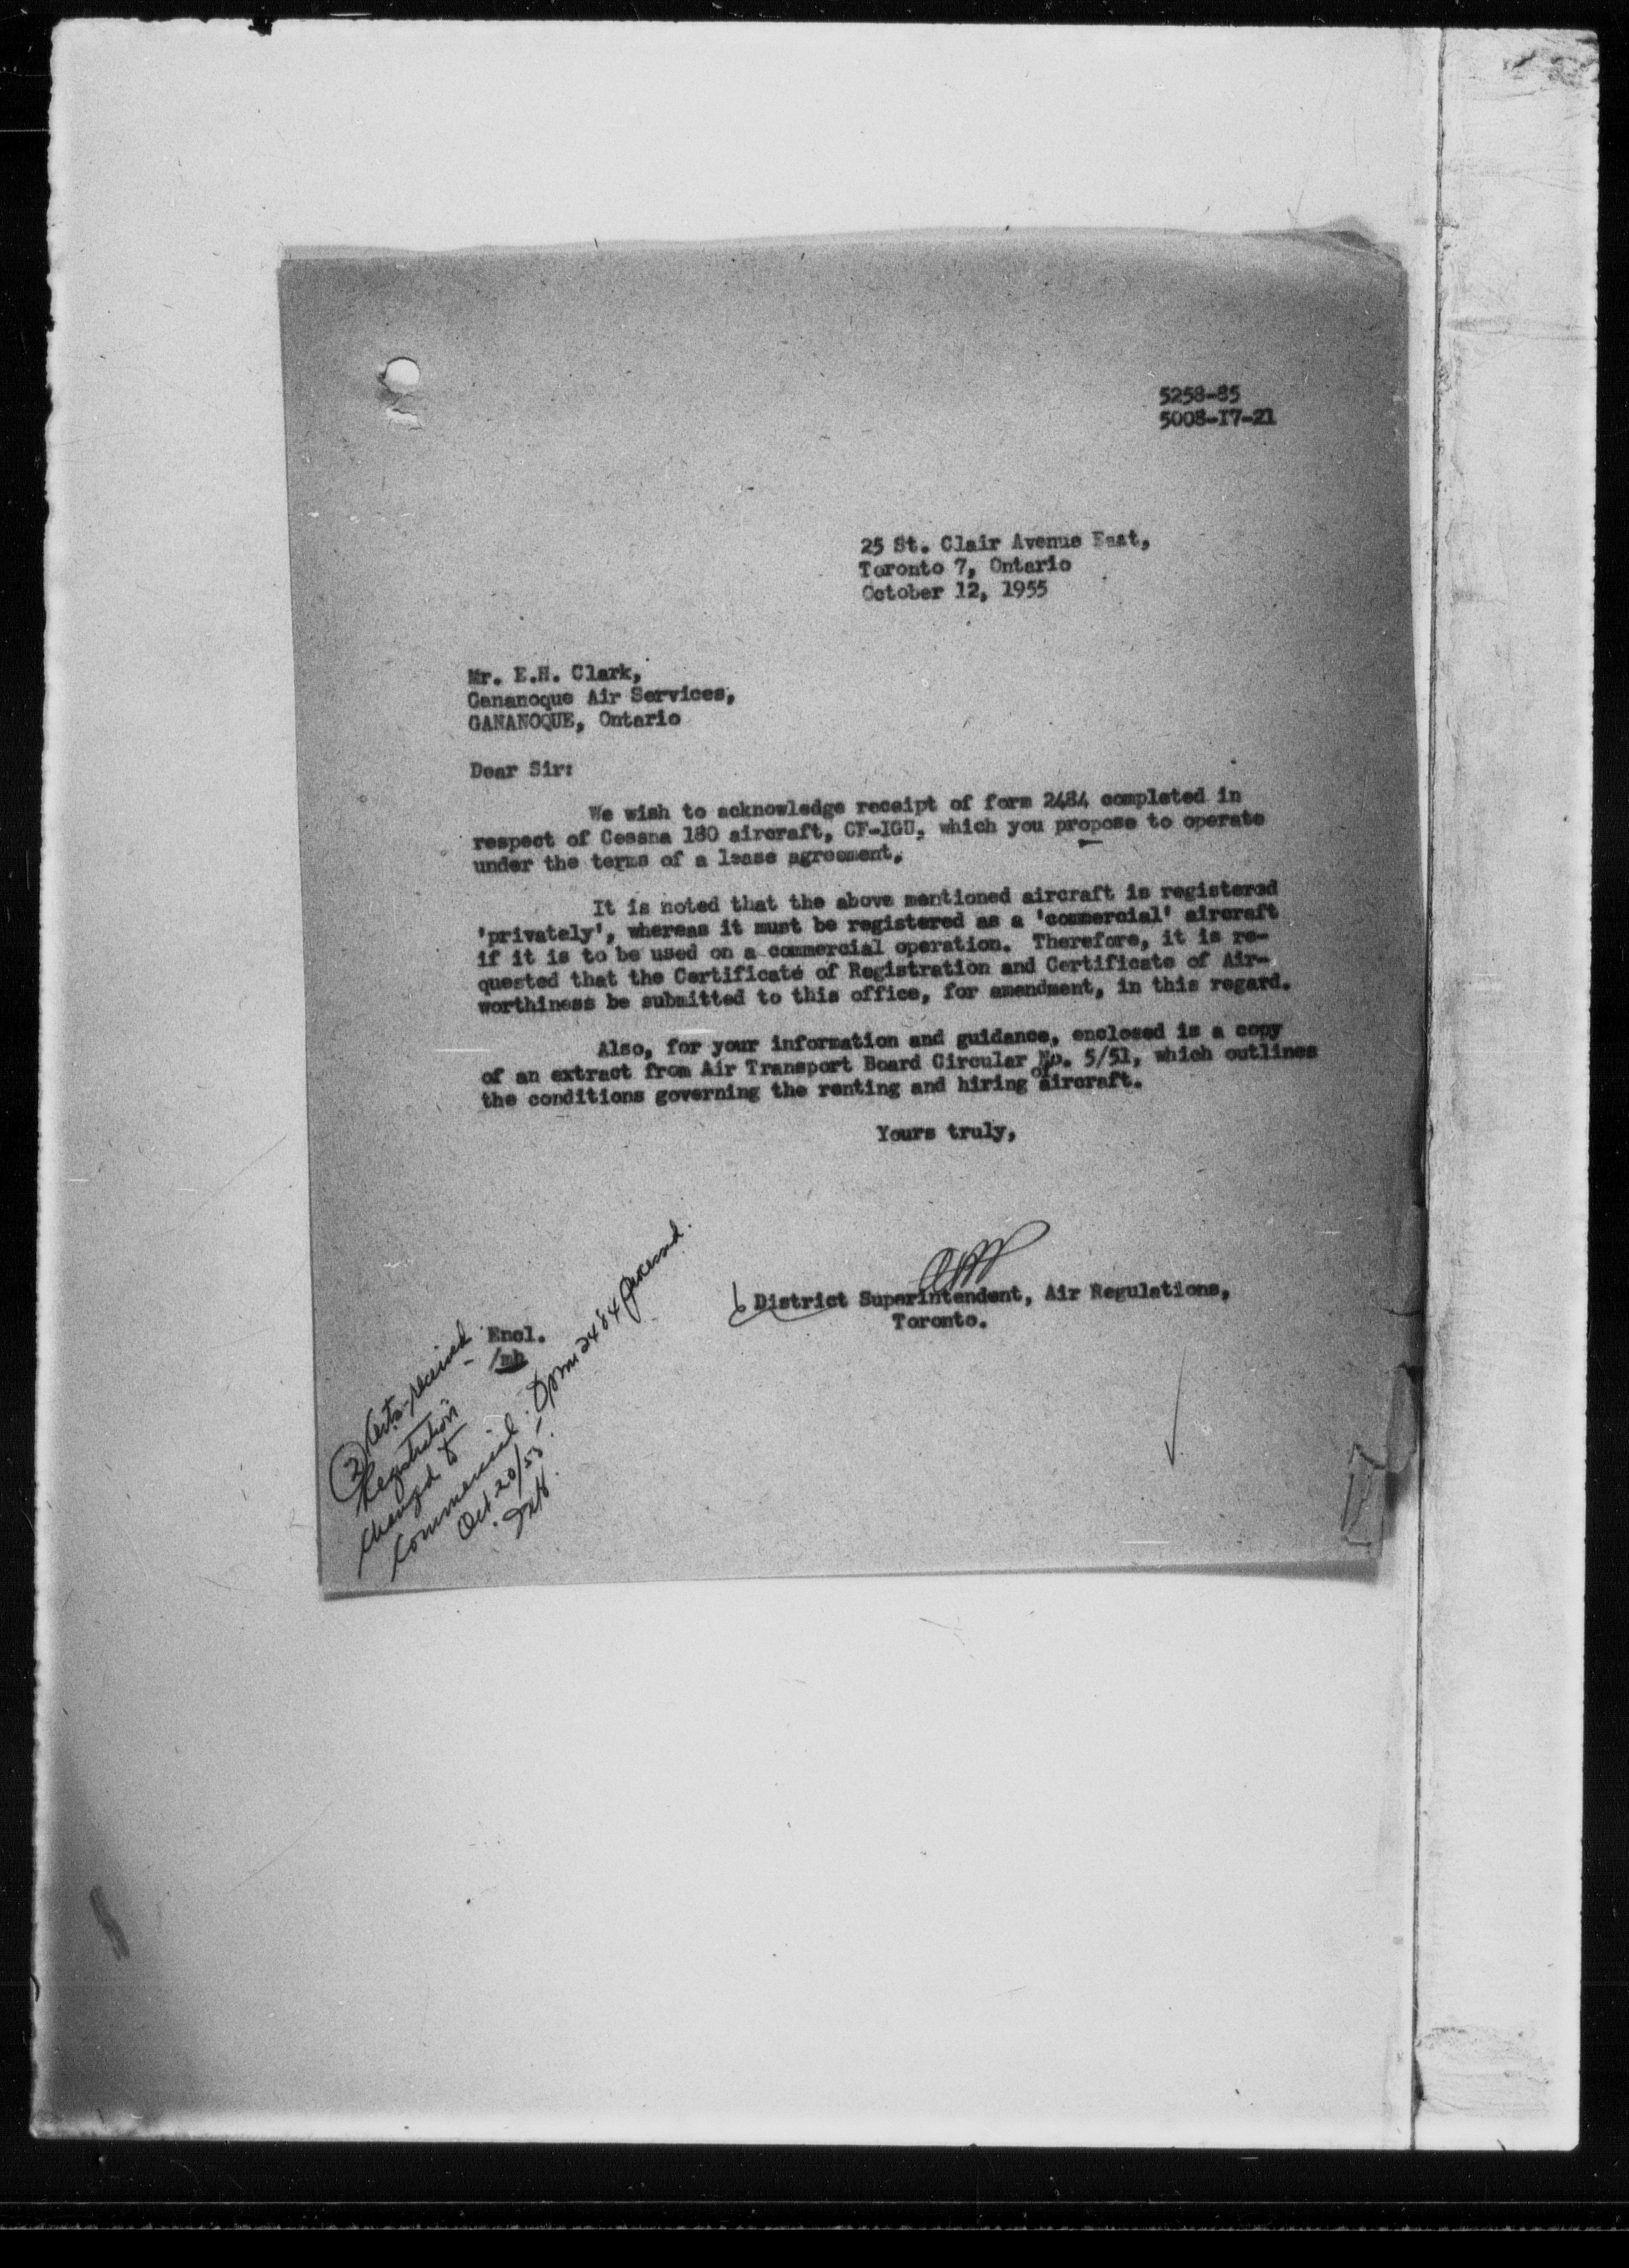 5258-85
5008-17-21
25 St. Clair Avenue East,
Toronto 7, Ontario
October 12, 1955
Mr. E.H. Clark,
Gananoque Air Services,
GANANOQUE, Ontario
Dear Sir:
We wish to acknowledge receipt of form 2484 completed in
respect of Cessna 180 aircraft, CF-IGU, which you propose to operate
under the terms of a lease agreement.
It is noted that the above mentioned aircraft is registered
'privately', whereas it must be registered as a 'commercial' aircraft
if it is to be used on a commercial operation. Therefore, it is re-
quested that the Certificate of Registration and Certificate of Air-
worthiness be submitted to this office, for amendment, in this regard.
Also, for your information and guidance, enclosed is a copy
of an extract from Air Transport Board Circular No. 5/51, which outlines
the conditions governing the renting and hiring of aircraft.
Yours truly,
District Superintendent, Air Regulations,
Toronto.
Encl.
/mh
2 Certs. received
Registration
changed to
Commercial. Form 2484
Oct 20/55